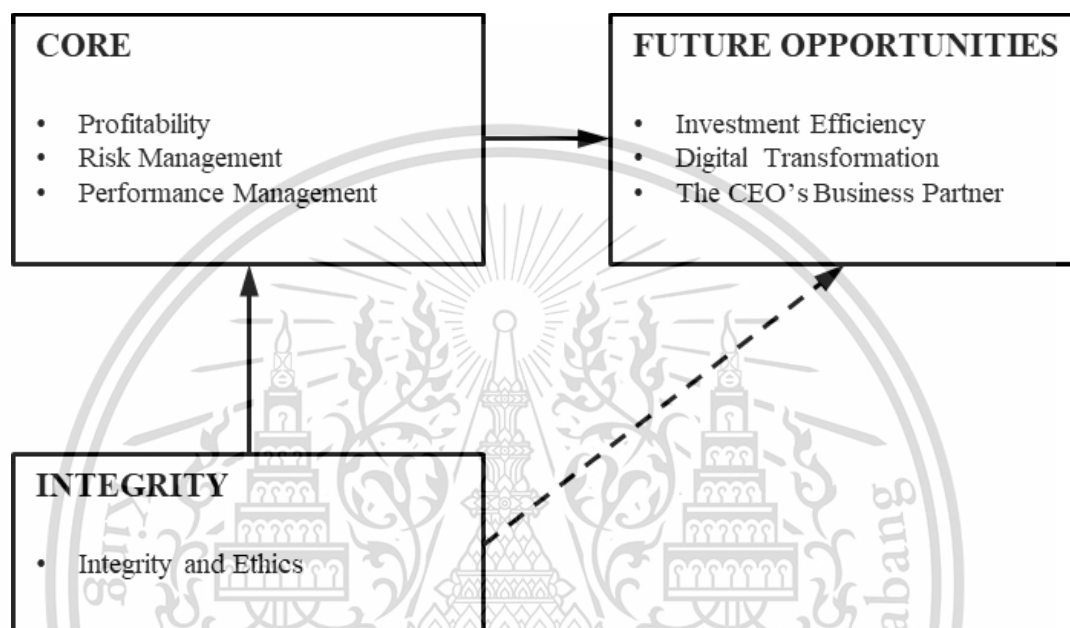 CORE
• Profitability
• Risk Management
• Performance Management
FUTURE OPPORTUNITIES
• Investment Efficiency
• Digital Transformation
• The CEO’s Business Partner
INTEGRITY
• Integrity and Ethics
abang